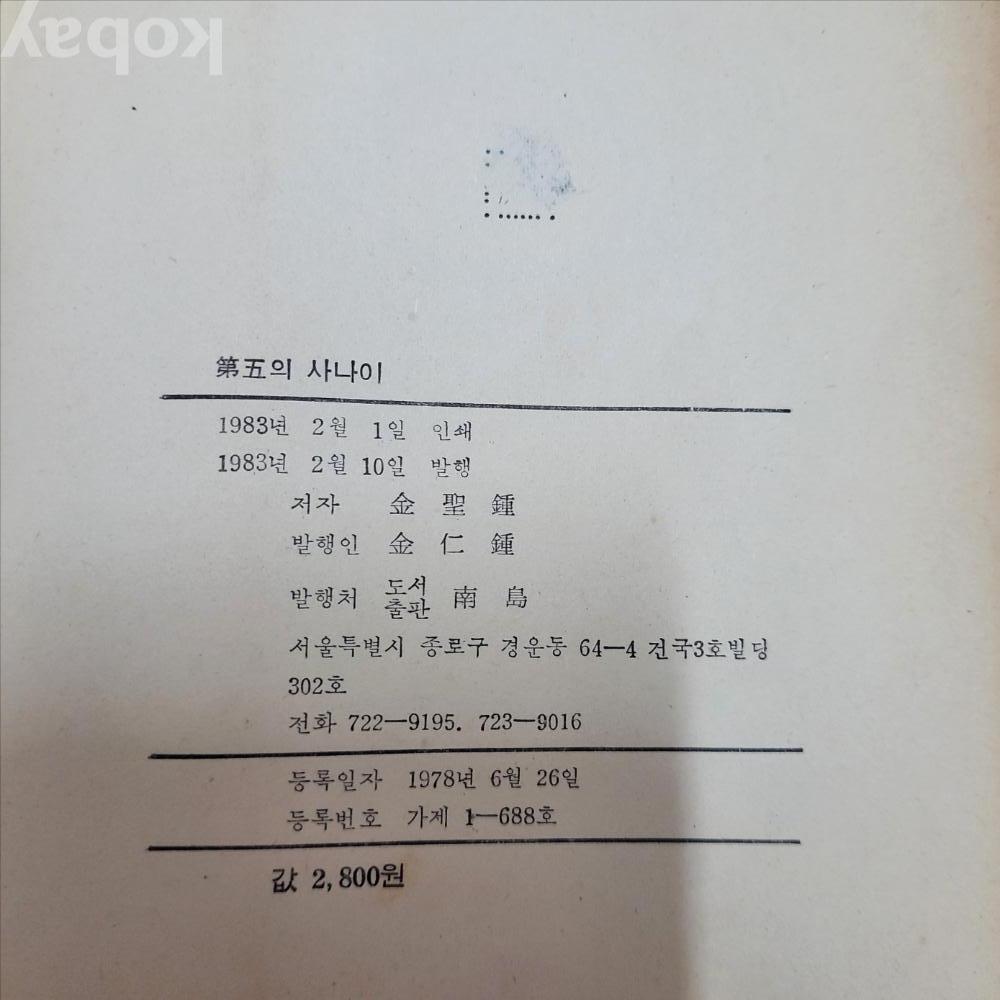 kobay
第五의 사나이
1983년 2월 1일 인쇄
1983년 2월 10일 발행
저자 金 聖 鍾
발행인 金 仁 鍾
발행처 도서출판 南 島
서울특별시 종로구 경운동 64—4 건국3호빌딩
302호
전화 722—9195. 723—9016
등록일자 1978년 6월 26일
등록번호 가제 1—688호
값 2,800원